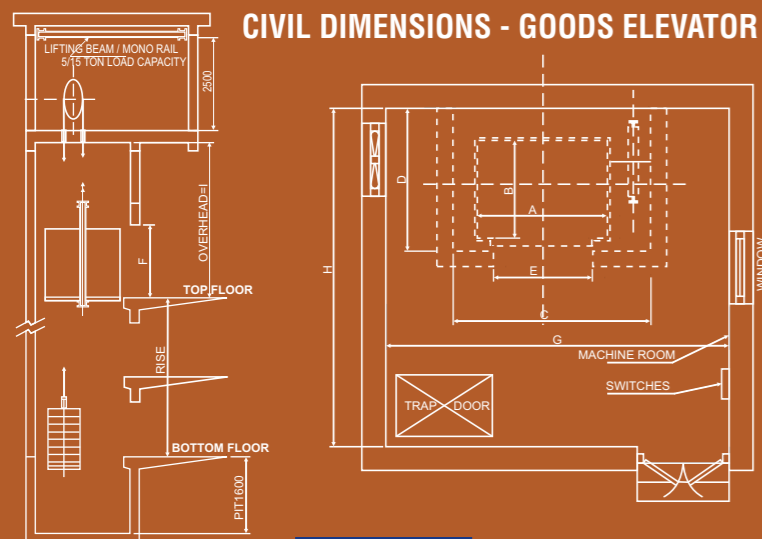 CIVIL DIMENSIONS - GOODS ELEVATOR
LIFTING BEAM / MONO RAIL
5/15 TON LOAD CAPACITY
2500
OVERHEAD=I
F
TOP FLOOR
RISE
BOTTOM FLOOR
PIT1600
D
B
A
H
E
C
G
WINDOW
MACHINE ROOM
SWITCHES
TRAP DOOR